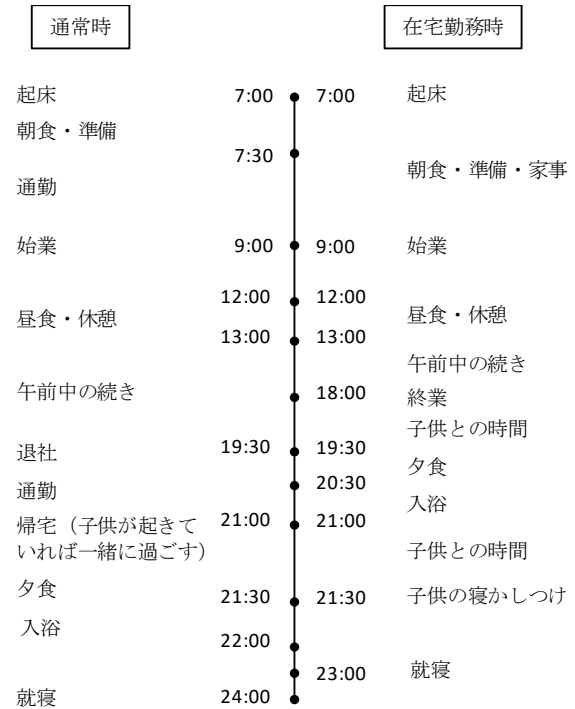 通常時 在宅勤務時
起床 7:00 7:00 起床
朝食・準備
7:30
朝食・準備・家事
通勤
始業 9:00 9:00 始業
12:00 12:00
昼食・休憩 昼食・休憩
13:00 13:00
午前中の続き
午前中の続き 18:00 終業
子供との時間
退社 19:30 19:30
夕食
通勤 20:30
入浴
帰宅（子供が起きて 21:00 21:00
いれば一緒に過ごす） 子供との時間
夕食 21:30 21:30 子供の寝かしつけ
入浴
22:00
23:00 就寝
就寝 24:00